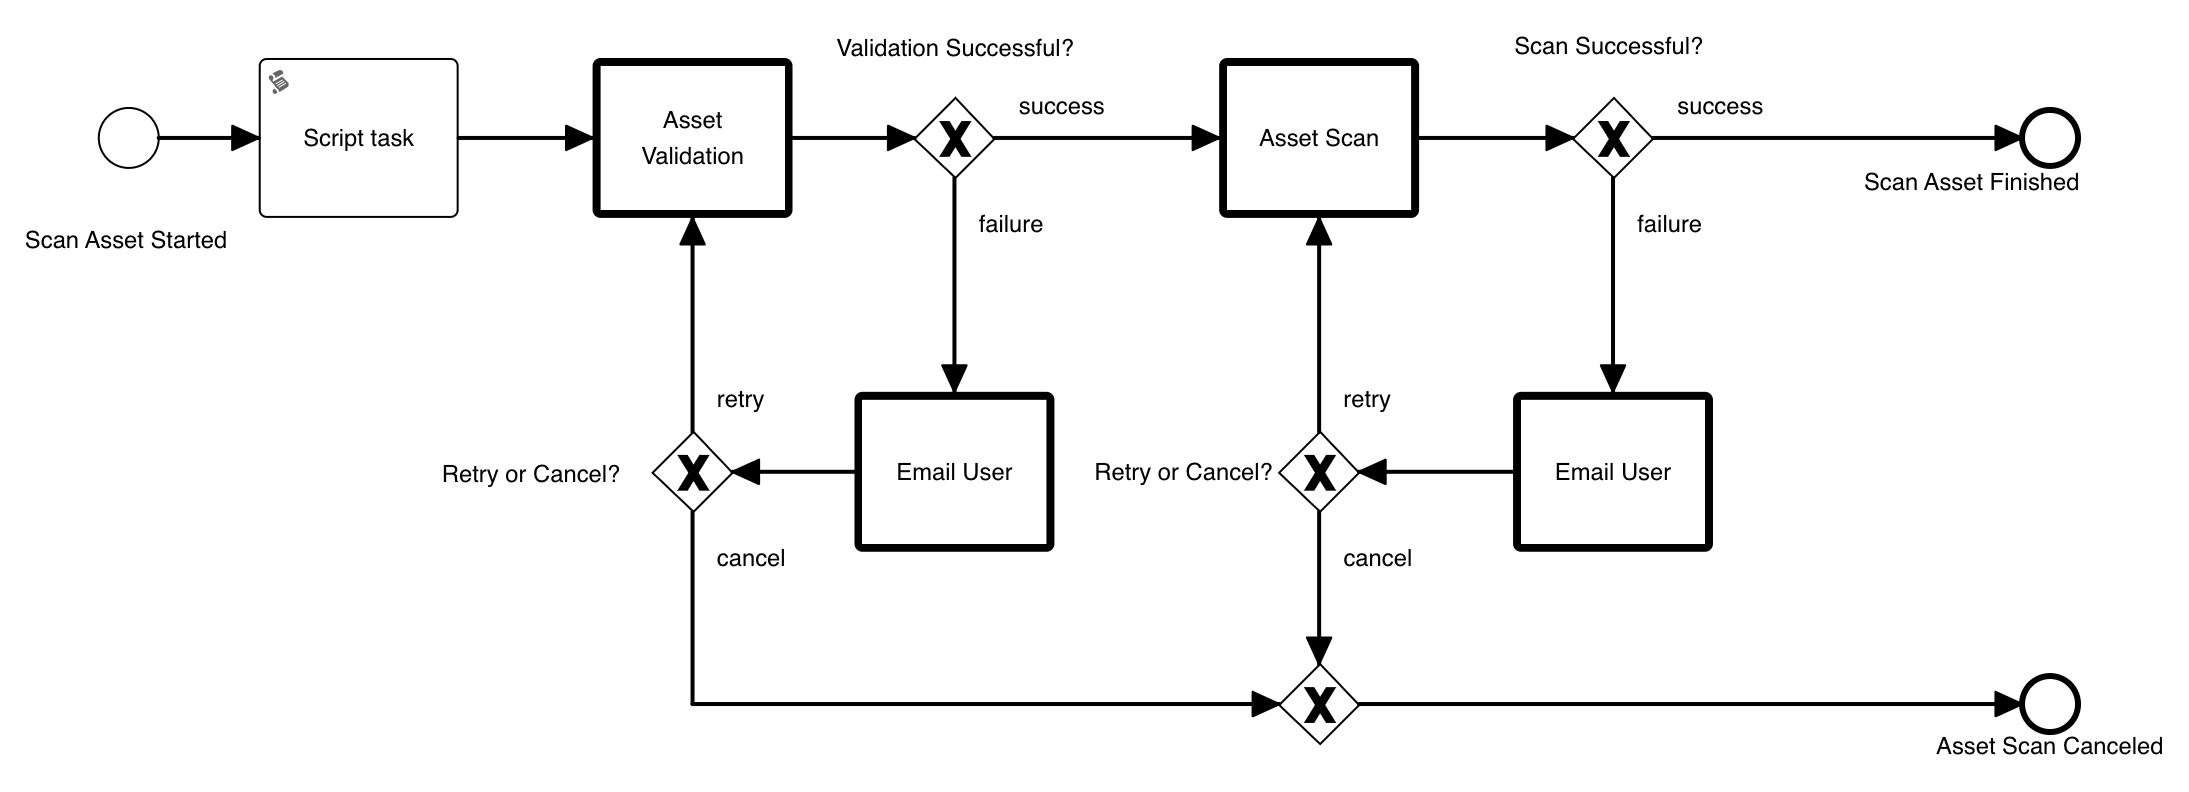 Validation Successful?
Scan Successful?
success
success
Script task
Asset
Validation
Asset Scan
Scan Asset Finished
Scan Asset Started
failure
failure
retry
retry
Retry or Cancel?
Email User
Retry or Cancel?
Email User
cancel
cancel
Asset Scan Canceled